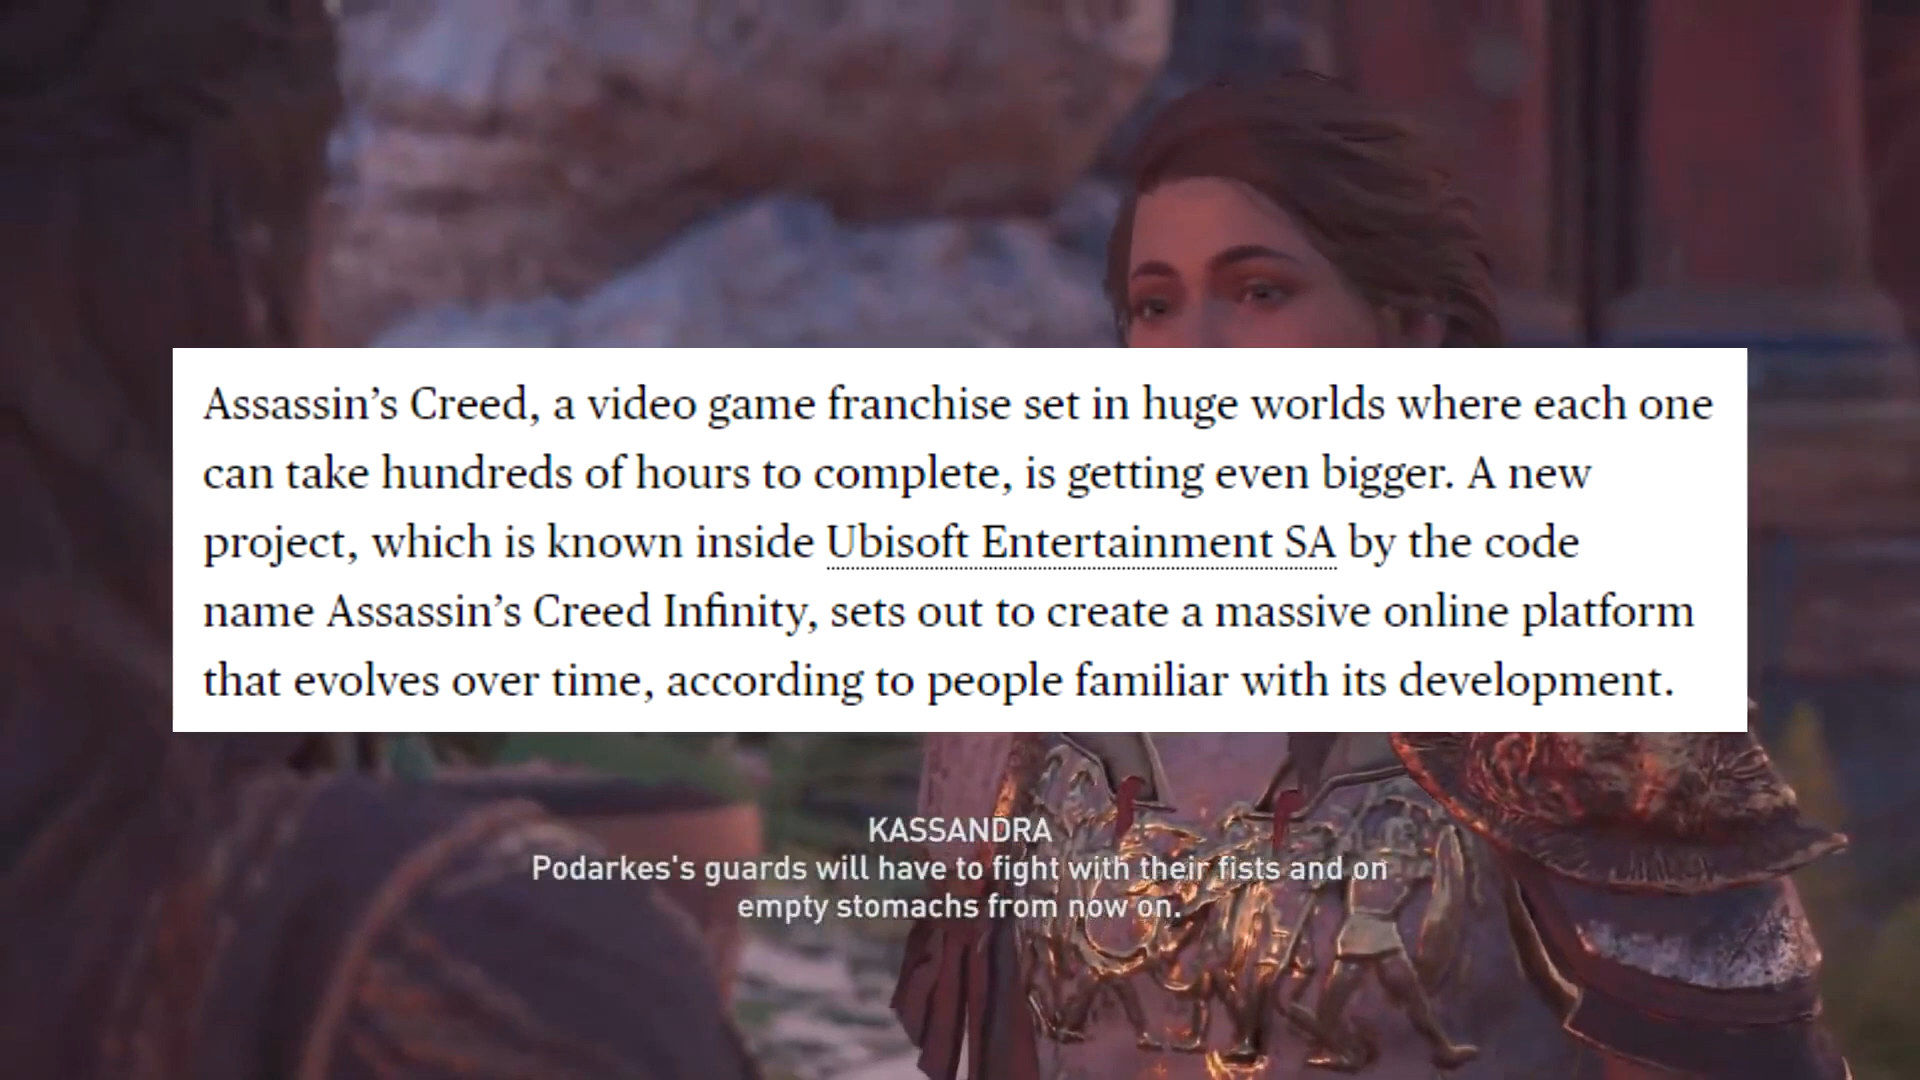 Assassin’s Creed, a video game franchise set in huge worlds where each one
can take hundreds of hours to complete, is getting even bigger. A new
project, which is known inside Ubisoft Entertainment SA by the code
name Assassin’s Creed Infinity, sets out to create a massive online platform
that evolves over time, according to people familiar with its development.
KASSANDRA
Podarkes's guards will have to fight with their fists and on
empty stomachs from now on.